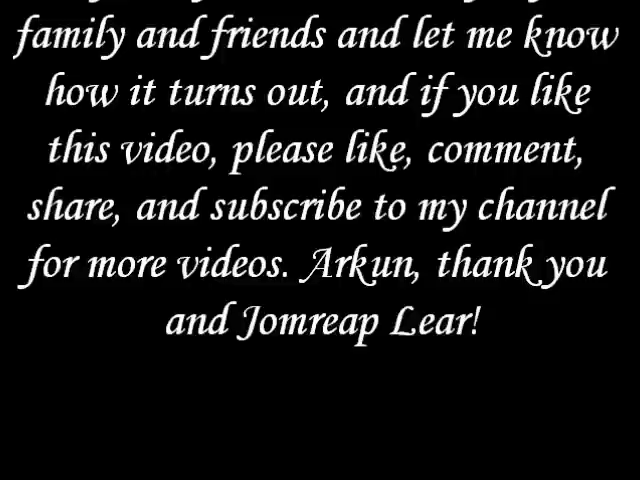 family and friends and let me know
how it turns out, and if you like
this video, please like, comment,
share, and subscribe to my channel
for more videos. Arkun, thank you
and Jomreap Lear!